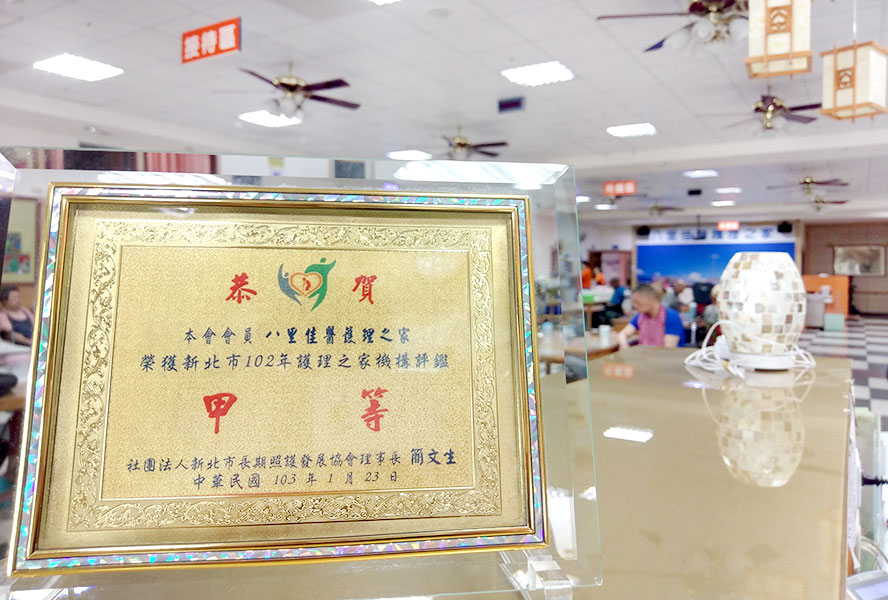 接待區
恭賀
本會會員 八里佳醫護理之家
榮獲新北市102年護理之家機構評鑑
甲等
社團法人新北市長期照護發展協會理事長 簡文生
中華民國 103 年 1 月 23 日